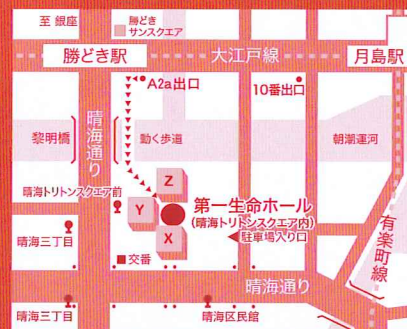 至 銀座
勝どき
サンスクエア
勝どき駅
大江戸線
月島駅
A2a出口
10番出口
晴海通り
黎明橋
動く歩道
朝潮運河
晴海トリトンスクエア前
Z
Y
X
第一生命ホール
(晴海トリトンスクエア内)
駐車場入り口
有楽町線
晴海三丁目
交番
晴海通り
晴海三丁目
晴海区民館